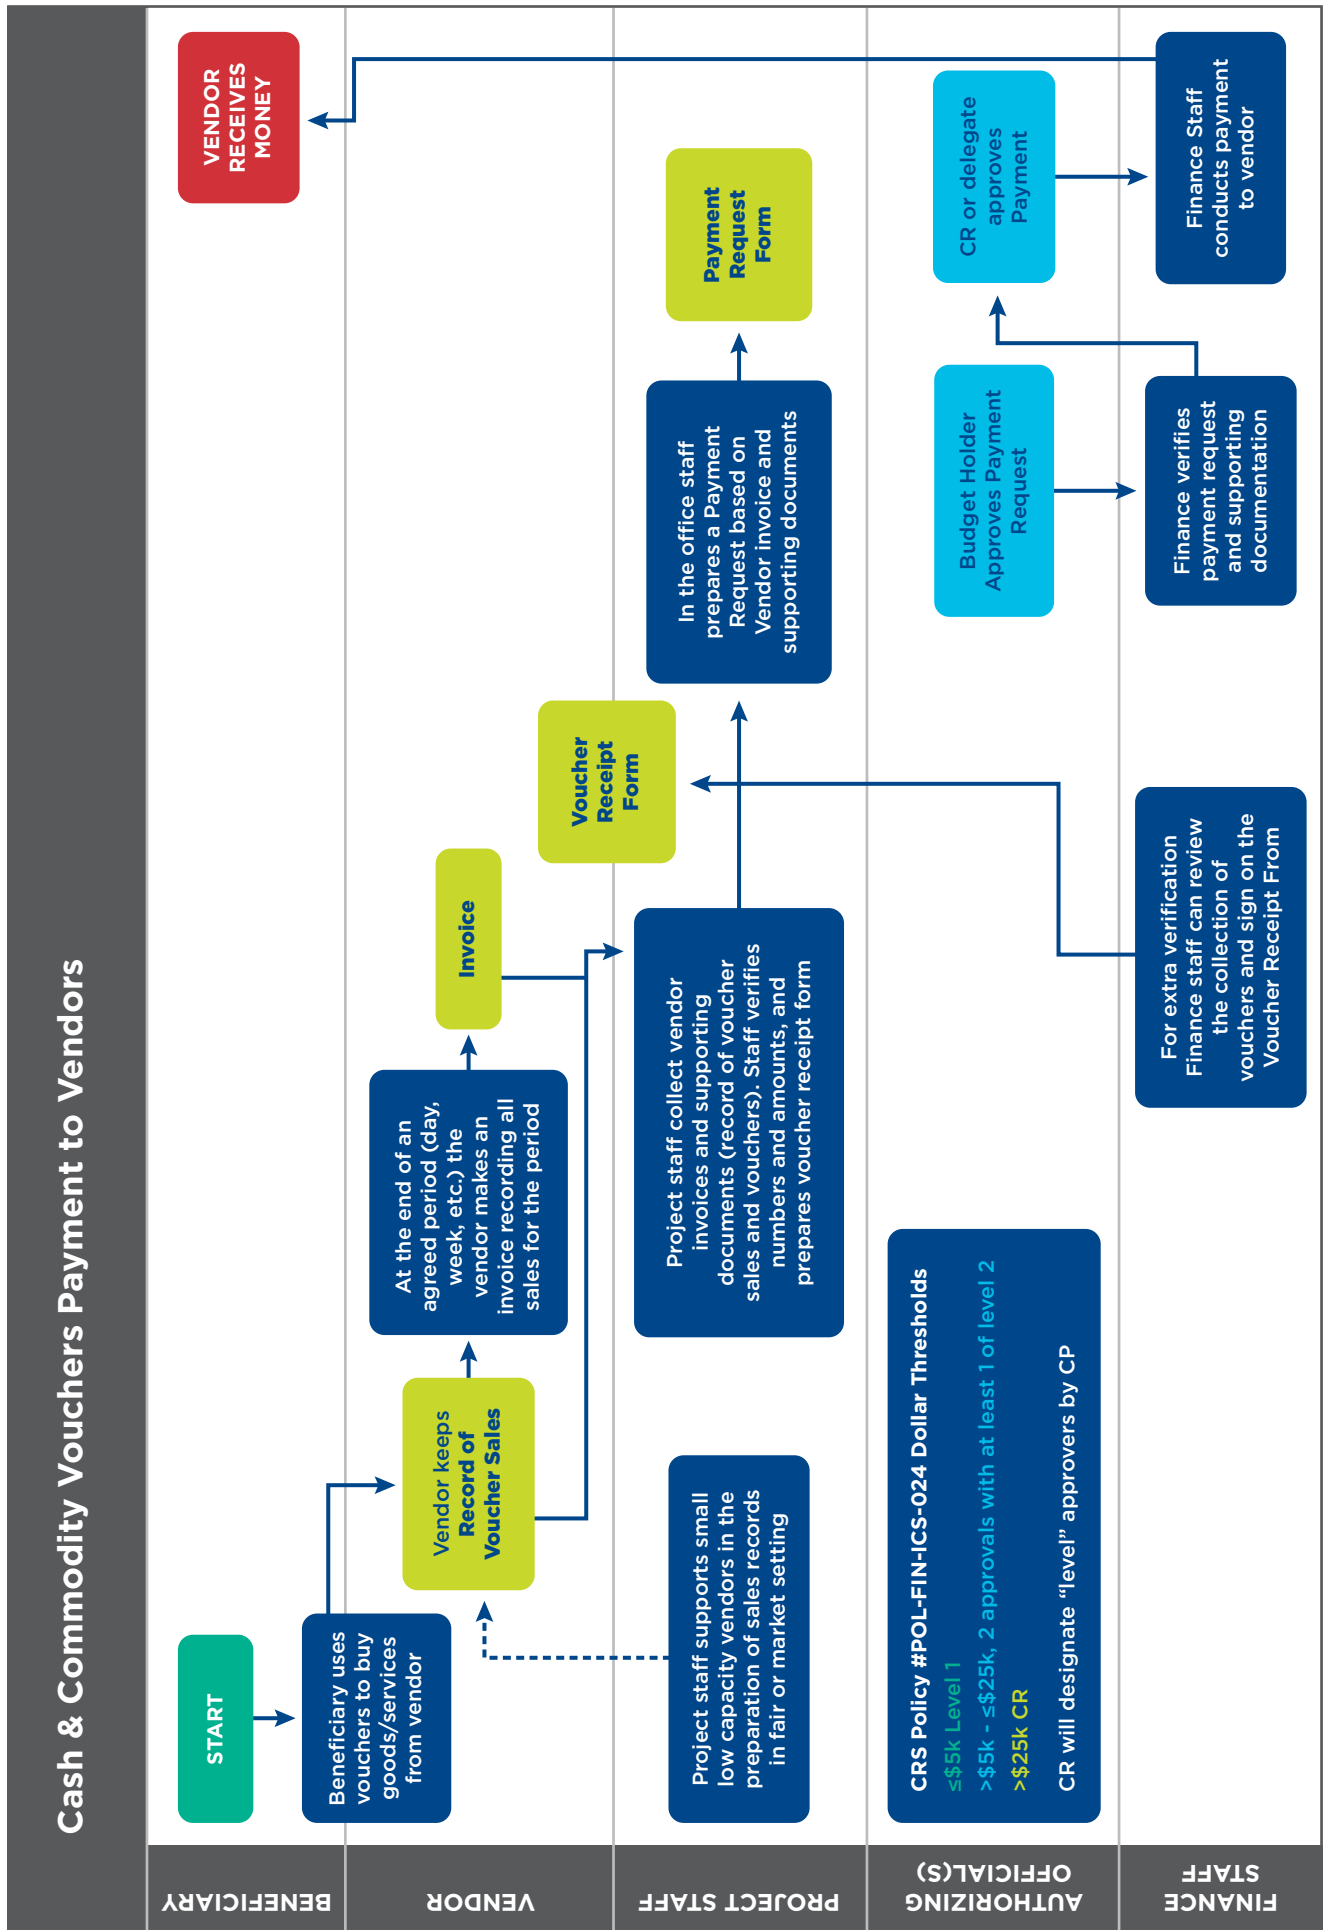 Cash & Commodity Vouchers Payment to Vendors
BENEFICIARY
START
Beneficiary uses
vouchers to buy
goods/services
from vendor
VENDOR
RECEIVES
MONEY
VENDOR
Vendor keeps
Record of
Voucher Sales
At the end of an
agreed period (day,
week, etc.) the
vendor makes an
invoice recording all
sales for the period
Invoice
Voucher
Receipt
Form
PROJECT STAFF
Project staff supports small
low capacity vendors in the
preparation of sales records
in fair or market setting
Project staff collect vendor
invoices and supporting
documents (record of voucher
sales and vouchers). Staff verifies
numbers and amounts, and
prepares voucher receipt form
In the office staff
prepares a Payment
Request based on
Vendor invoice and
supporting documents
Payment
Request
Form
AUTHORIZING
OFFICIAL(S)
CRS Policy #POL-FIN-ICS-024 Dollar Thresholds
≤$5k Level 1
>$5k - ≤$25k, 2 approvals with at least 1 of level 2
>$25k CR
CR will designate “level” approvers by CP
Budget Holder
Approves Payment
Request
CR or delegate
approves
Payment
FINANCE
STAFF
For extra verification
Finance staff can review
the collection of
vouchers and sign on the
Voucher Receipt From
Finance verifies
payment request
and supporting
documentation
Finance Staff
conducts payment
to vendor